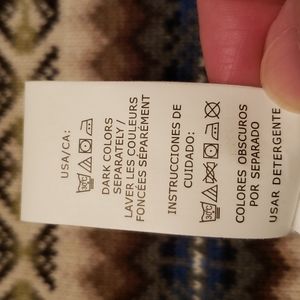 USA/CA:
DARK COLORS
SEPARATELY /
LAVER LES COULEURS
FONCÉES SÉPARÉMENT
INSTRUCCIONES DE
CUIDADO:
COLORES OBSCUROS
POR SEPARADO
USAR DETERGENTE